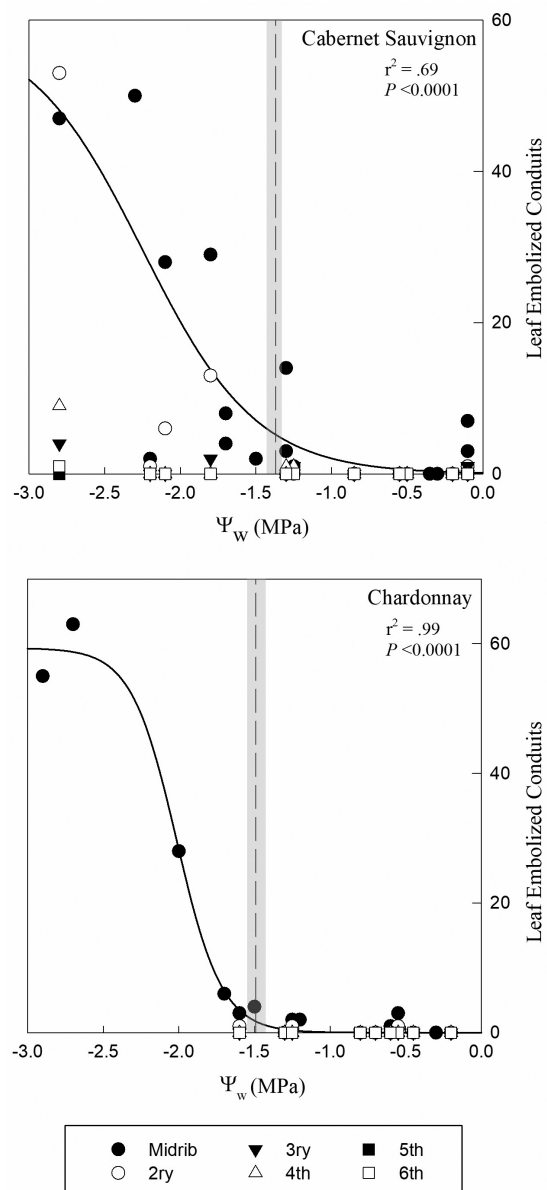 Cabernet Sauvignon
r² = .69
P <0.0001
60
40
20
0
Leaf Embolized Conduits
-3.0 -2.5 -2.0 -1.5 -1.0 -0.5 0.0
Ψw (MPa)
Chardonnay
r² = .99
P <0.0001
60
40
20
0
Leaf Embolized Conduits
-3.0 -2.5 -2.0 -1.5 -1.0 -0.5 0.0
Ψw (MPa)
Midrib 3ry 5th
2ry 4th 6th